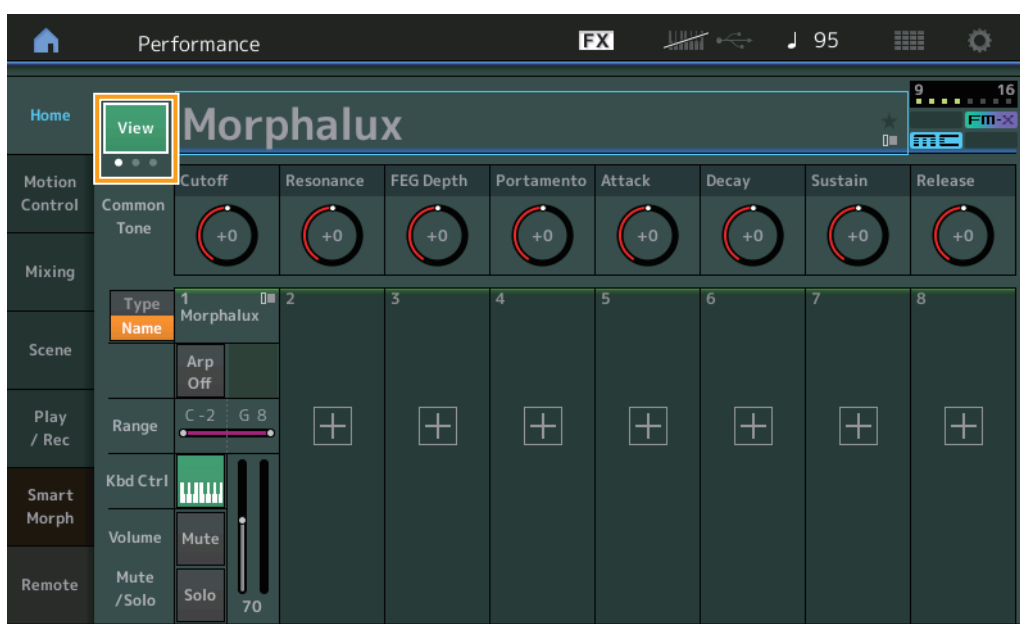 Performance FX 95
Home View Morphalux 9 16
FM-X
MC
Motion
Control
Cutoff Resonance FEG Depth Portamento Attack Decay Sustain Release
Common
Tone
+0 +0 +0 +0 +0 +0 +0 +0
Mixing
Type
Name
1 2 3 4 5 6 7 8
Morphalux
Scene
Arp
Off
Play
/ Rec
Range C -2 G 8
Smart
Morph
Kbd Ctrl
Volume Mute
Remote
Mute
/Solo
Solo 70